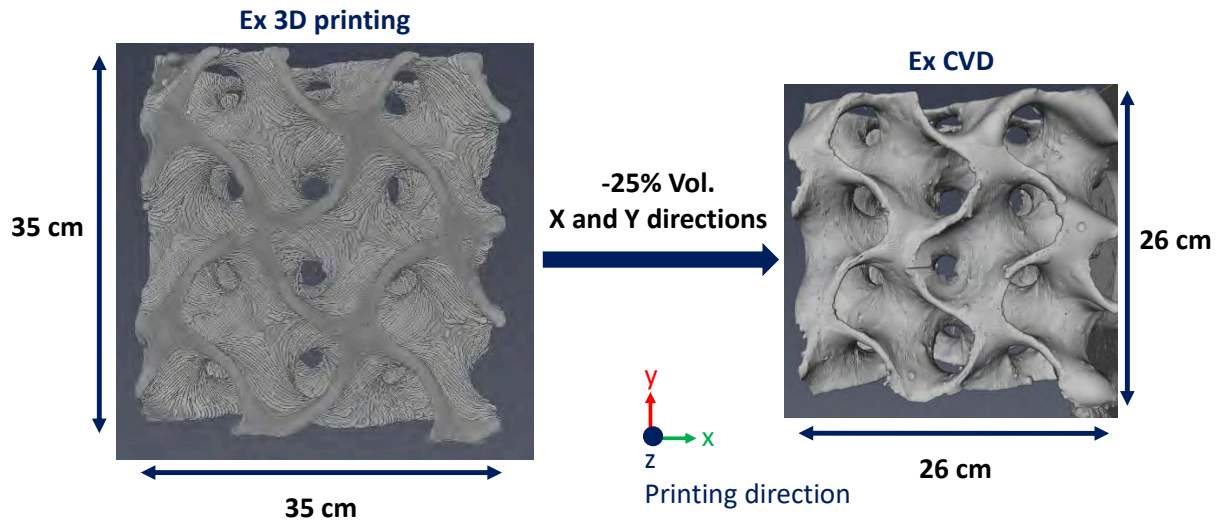 Ex 3D printing
Ex CVD
35 cm
-25% Vol.
X and Y directions
26 cm
35 cm
y
x
z
Printing direction
26 cm